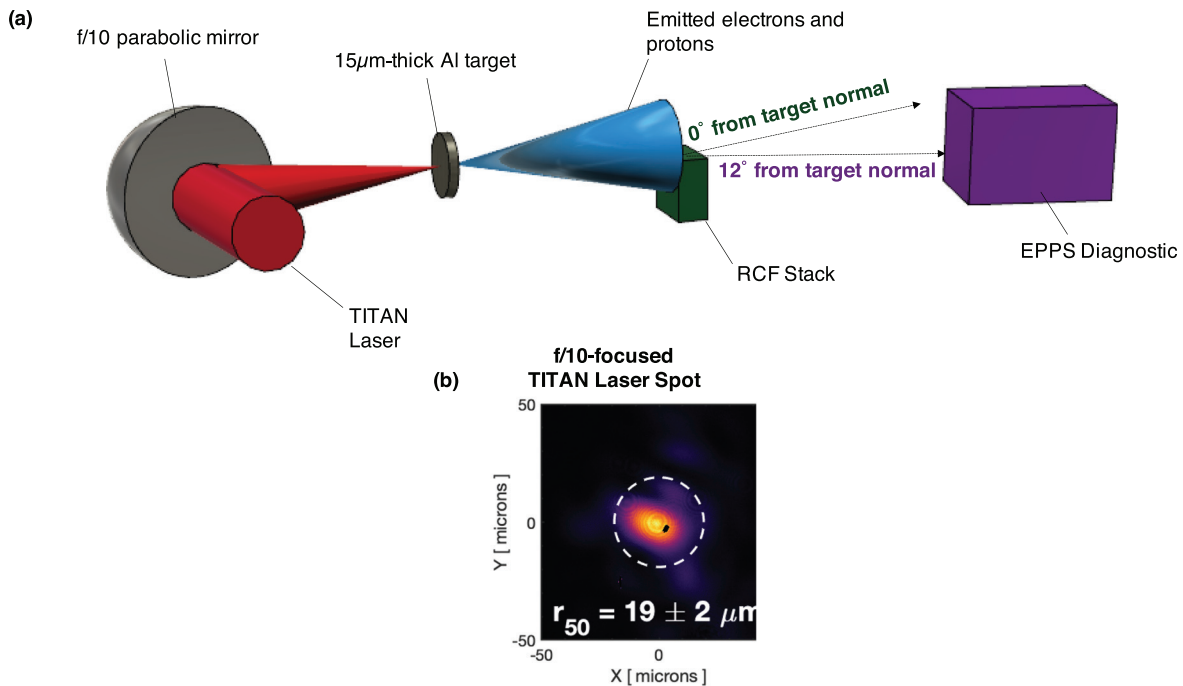 (a)
f/10 parabolic mirror
15µm-thick Al target
Emitted electrons and
protons
0° from target normal
12° from target normal
EPPS Diagnostic
RCF Stack
TITAN
Laser
(b)
f/10-focused
TITAN Laser Spot
50
0
-50
Y [ microns ]
r50 = 19 ± 2 µm
-50
0
X [ microns ]